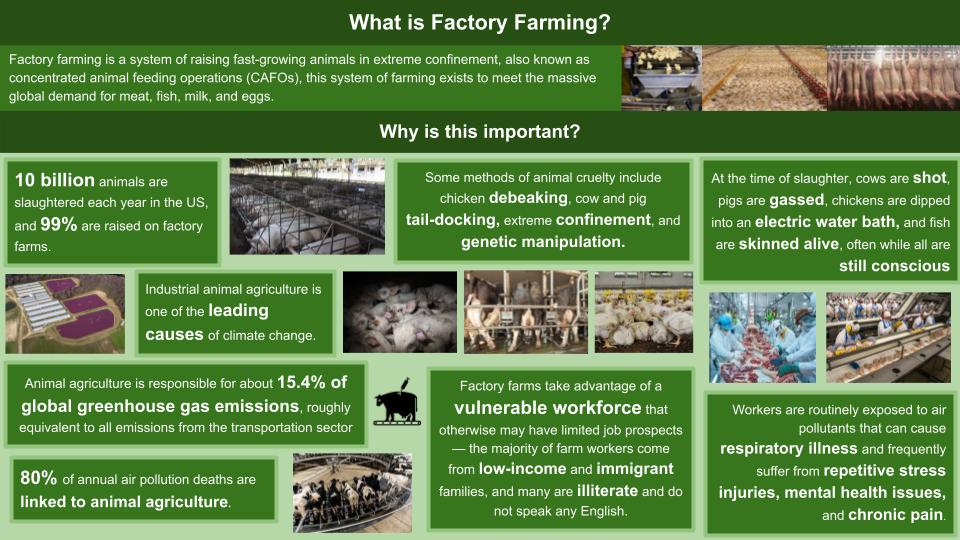 What is Factory Farming?
Factory farming is a system of raising fast-growing animals in extreme confinement, also known as
concentrated animal feeding operations (CAFOs), this system of farming exists to meet the massive
global demand for meat, fish, milk, and eggs.
Why is this important?
10 billion animals are
slaughtered each year in the US,
and 99% are raised on factory
farms.
Some methods of animal cruelty include
chicken debeaking, cow and pig
tail-docking, extreme confinement, and
genetic manipulation.
At the time of slaughter, cows are shot,
pigs are gassed, chickens are dipped
into an electric water bath, and fish
are skinned alive, often while all are
still conscious
Industrial animal agriculture is
one of the leading
causes of climate change.
Animal agriculture is responsible for about 15.4% of
global greenhouse gas emissions, roughly
equivalent to all emissions from the transportation sector
Factory farms take advantage of a
vulnerable workforce that
otherwise may have limited job prospects
— the majority of farm workers come
from low-income and immigrant
families, and many are illiterate and do
not speak any English.
Workers are routinely exposed to air
pollutants that can cause
respiratory illness and frequently
suffer from repetitive stress
injuries, mental health issues,
and chronic pain.
80% of annual air pollution deaths are
linked to animal agriculture.